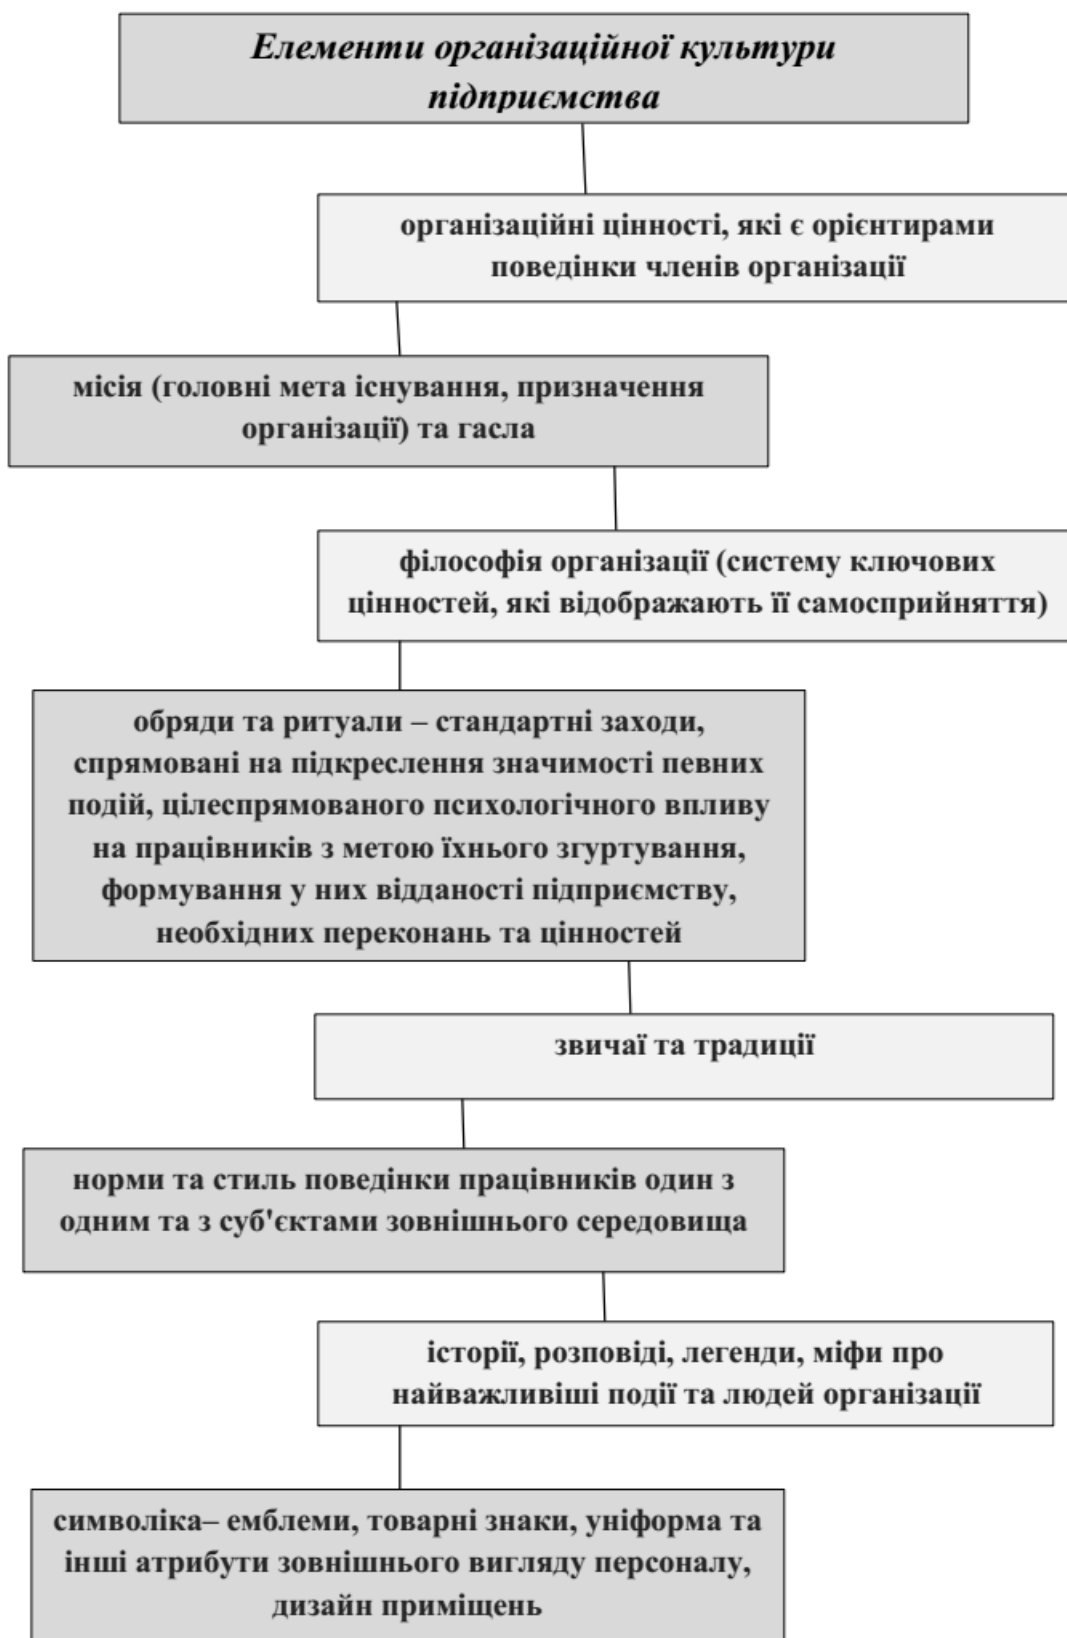 Елементи організаційної культури
підприємства
організаційні цінності, які є орієнтирами
поведінки членів організації
місія (головні мета існування, призначення
організації) та гасла
філософія організації (систему ключових
цінностей, які відображають її самосприйняття)
обряди та ритуали – стандартні заходи,
спрямовані на підкреслення значимості певних
подій, цілеспрямованого психологічного впливу
на працівників з метою їхнього згуртування,
формування у них відданості підприємству,
необхідних переконань та цінностей
звичаї та традиції
норми та стиль поведінки працівників один з
одним та з суб'єктами зовнішнього середовища
історії, розповіді, легенди, міфи про
найважливіші події та людей організації
символіка– емблеми, товарні знаки, уніформа та
інші атрибути зовнішнього вигляду персоналу,
дизайн приміщень